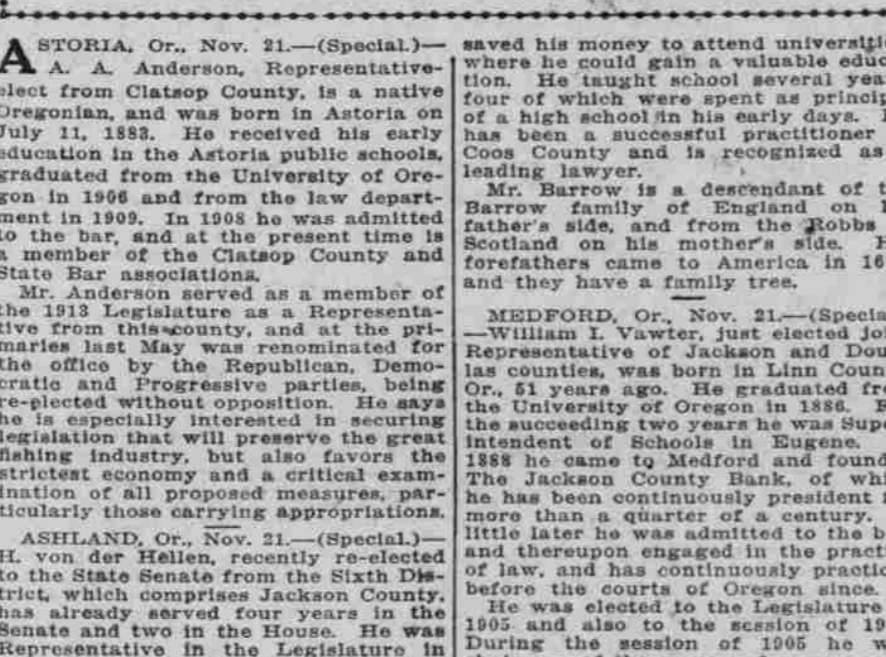 ASTORIA, Or., Nov. 21.—(Special.)—
A. A. Anderson, Representative-
elect from Clatsop County, is a native
Oregonian, and was born in Astoria on
July 11, 1883. He received his early
education in the Astoria public schools,
graduated from the University of Ore-
gon in 1906 and from the law depart-
ment in 1909. In 1908 he was admitted
to the bar, and at the present time is
a member of the Clatsop County and
State Bar associations.
Mr. Anderson served as a member of
the 1913 Legislature as a Representa-
tive from this county, and at the pri-
maries last May was renominated for
the office by the Republican, Demo-
cratic and Progressive parties, being
re-elected without opposition. He says
he is especially interested in securing
legislation that will preserve the great
fishing industry, but also favors the
strictest economy and a critical exam-
ination of all proposed measures, par-
ticularly those carrying appropriations.
ASHLAND, Or., Nov. 21.—(Special.)—
H. von der Hellen, recently re-elected
to the State Senate from the Sixth Dis-
trict, which comprises Jackson County,
has already served four years in the
Senate and two in the House. He was
Representative in the Legislature in
saved his money to attend universiti
where he could gain a valuable educ
tion. He taught school several yea
four of which were spent as princip
of a high school in his early days.
has been a successful practitioner
Coos County and is recognized as
leading lawyer.
Mr. Barrow is a descendant of t
Barrow family of England on
father's side, and from the Robbs
Scotland on his mother's side. H
forefathers came to America in 16
and they have a family tree.
MEDFORD, Or., Nov. 21.—(Specia
—William I. Vawter, just elected joi
Representative of Jackson and Dou
las counties, was born in Linn Coun
Or., 51 years ago. He graduated fr
the University of Oregon in 1886. F
the succeeding two years he was Supe
intendent of Schools in Eugene.
1888 he came to Medford and found
The Jackson County Bank, of whi
he has been continuously president
more than a quarter of a century.
little later he was admitted to the b
and thereupon engaged in the practi
of law, and has continuously practic
before the courts of Oregon since.
He was elected to the Legislature
1905 and also to the session of 19
During the session of 1905 he w